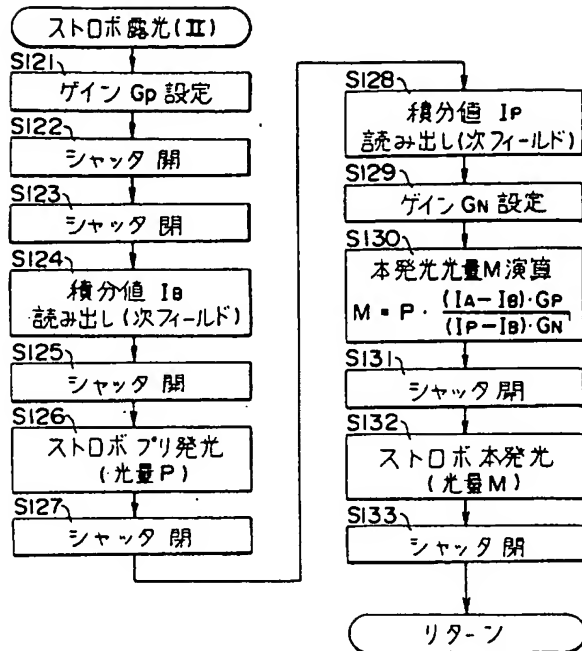 ストロボ露光(II)
S121
ゲイン GP 設定
S122
シャッタ 開
S123
シャッタ 閉
S124
積分値 IB
読み出し(次フィールド)
S125
シャッタ 開
S126
ストロボ プリ発光
(光量P)
S127
シャッタ 閉
S128
積分値 IP
読み出し(次フィールド)
S129
ゲイン GN 設定
S130
本発光光量M演算
M = P · (IA-IB)·GP / (IP-IB)·GN
S131
シャッタ 開
S132
ストロボ本発光
(光量M)
S133
シャッタ 閉
リターン